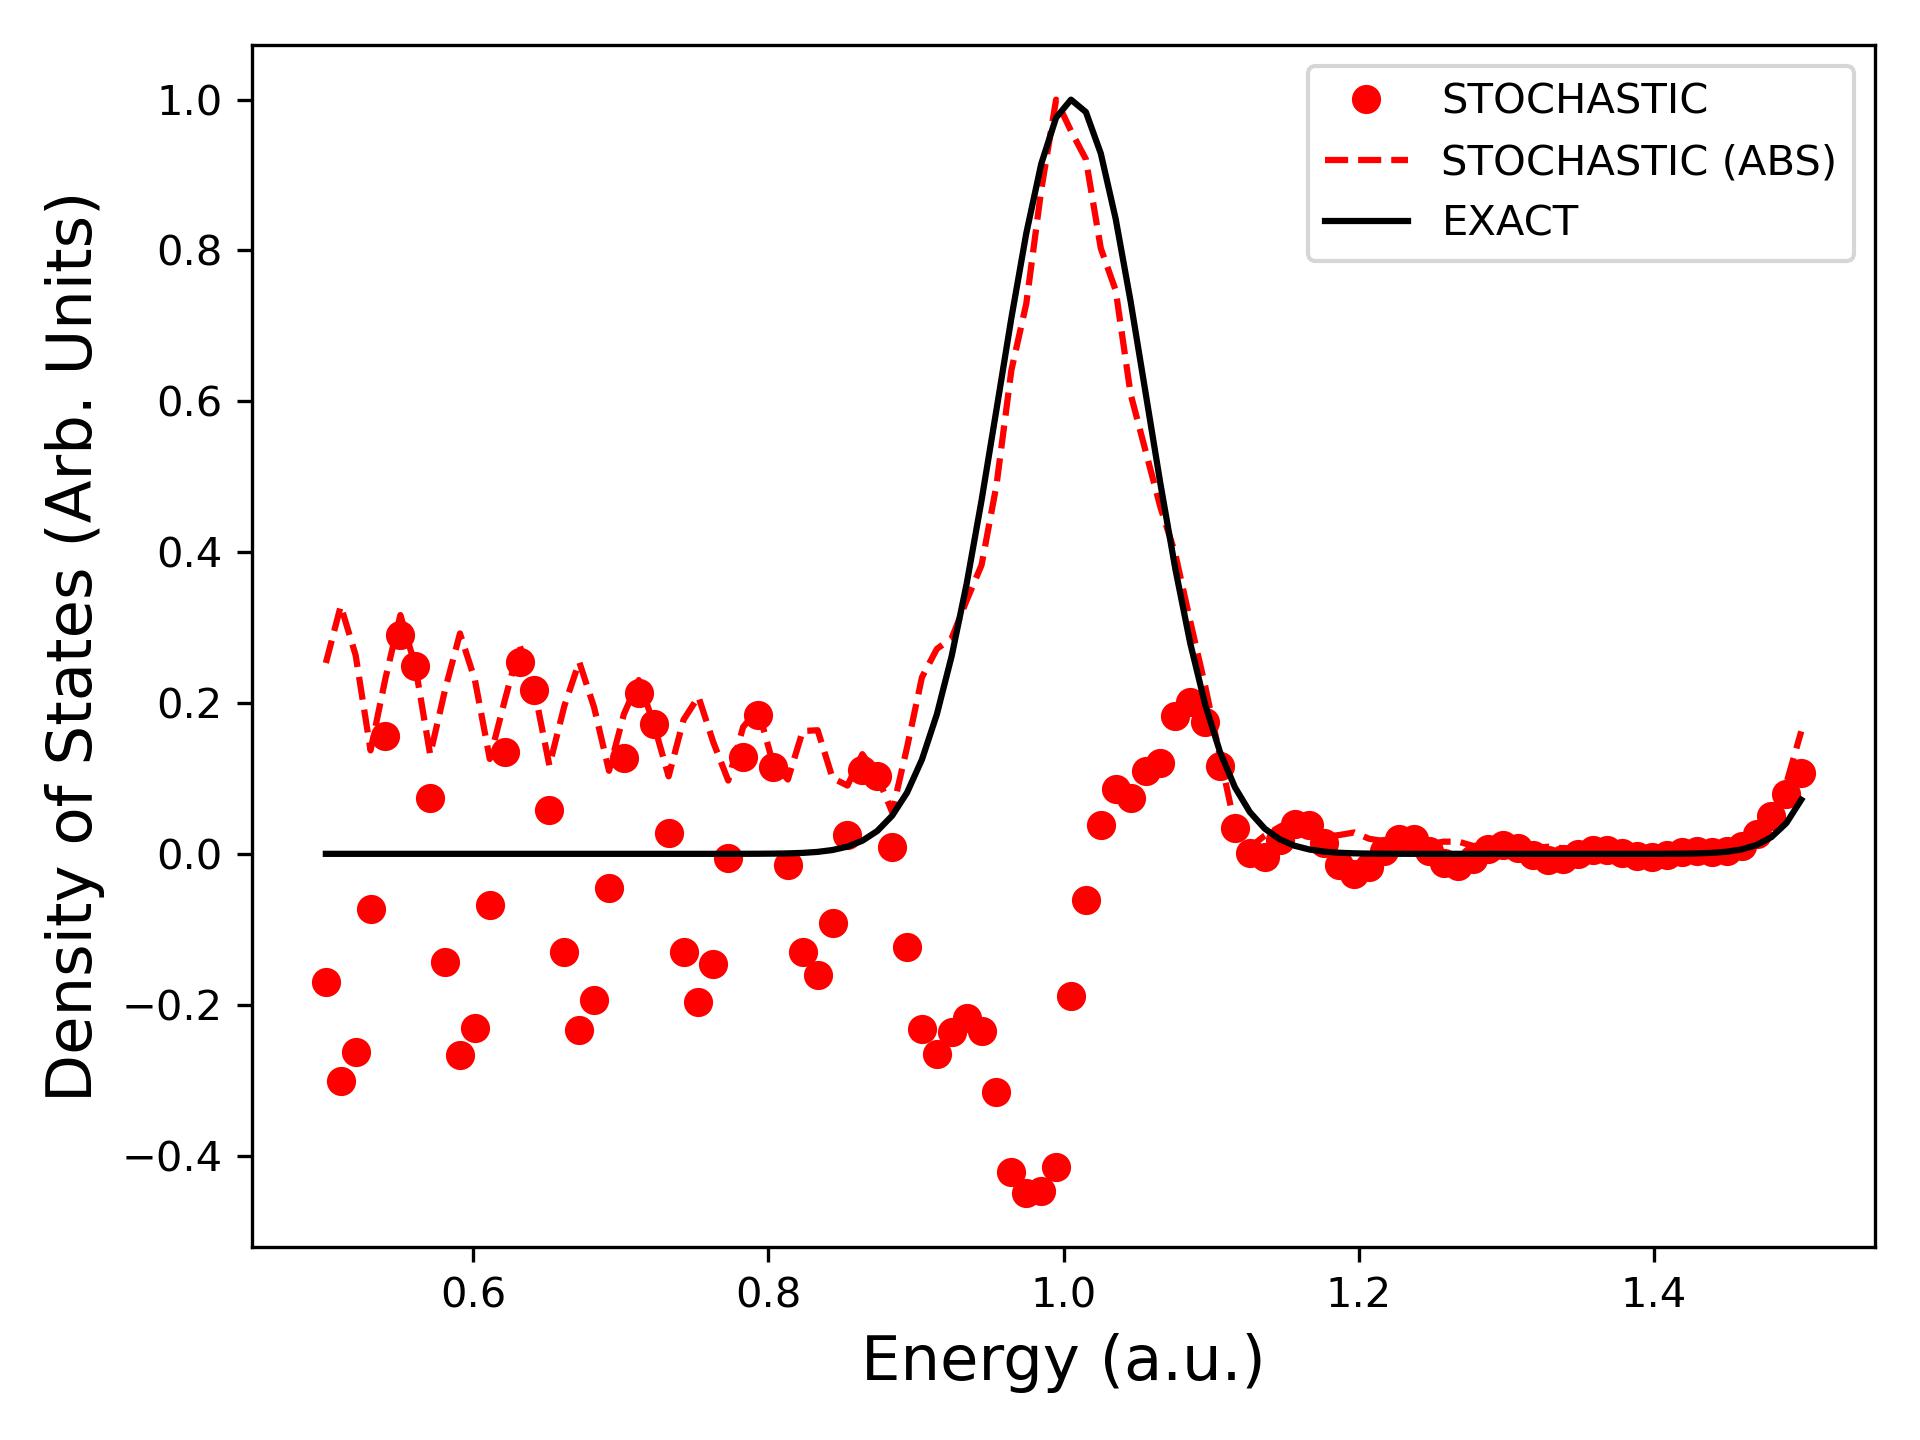 STOCHASTIC
STOCHASTIC (ABS)
EXACT
Density of States (Arb. Units)
1.0
0.8
0.6
0.4
0.2
0.0
−0.2
−0.4
0.6 0.8 1.0 1.2 1.4
Energy (a.u.)